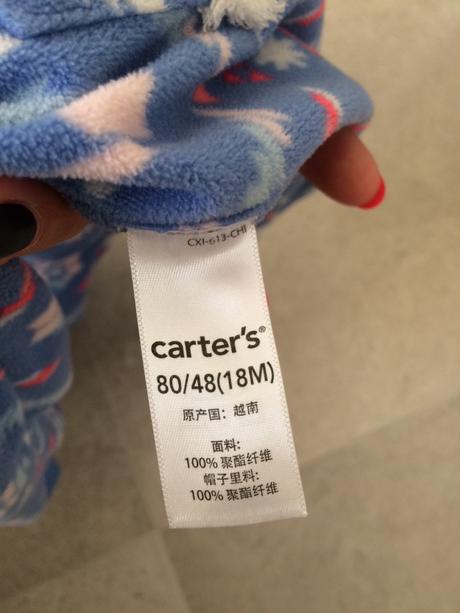 CXI-613-CHI
carter's®
80/48(18M)
原产国：越南
面料:
100% 聚酯纤维
帽子里料:
100% 聚酯纤维